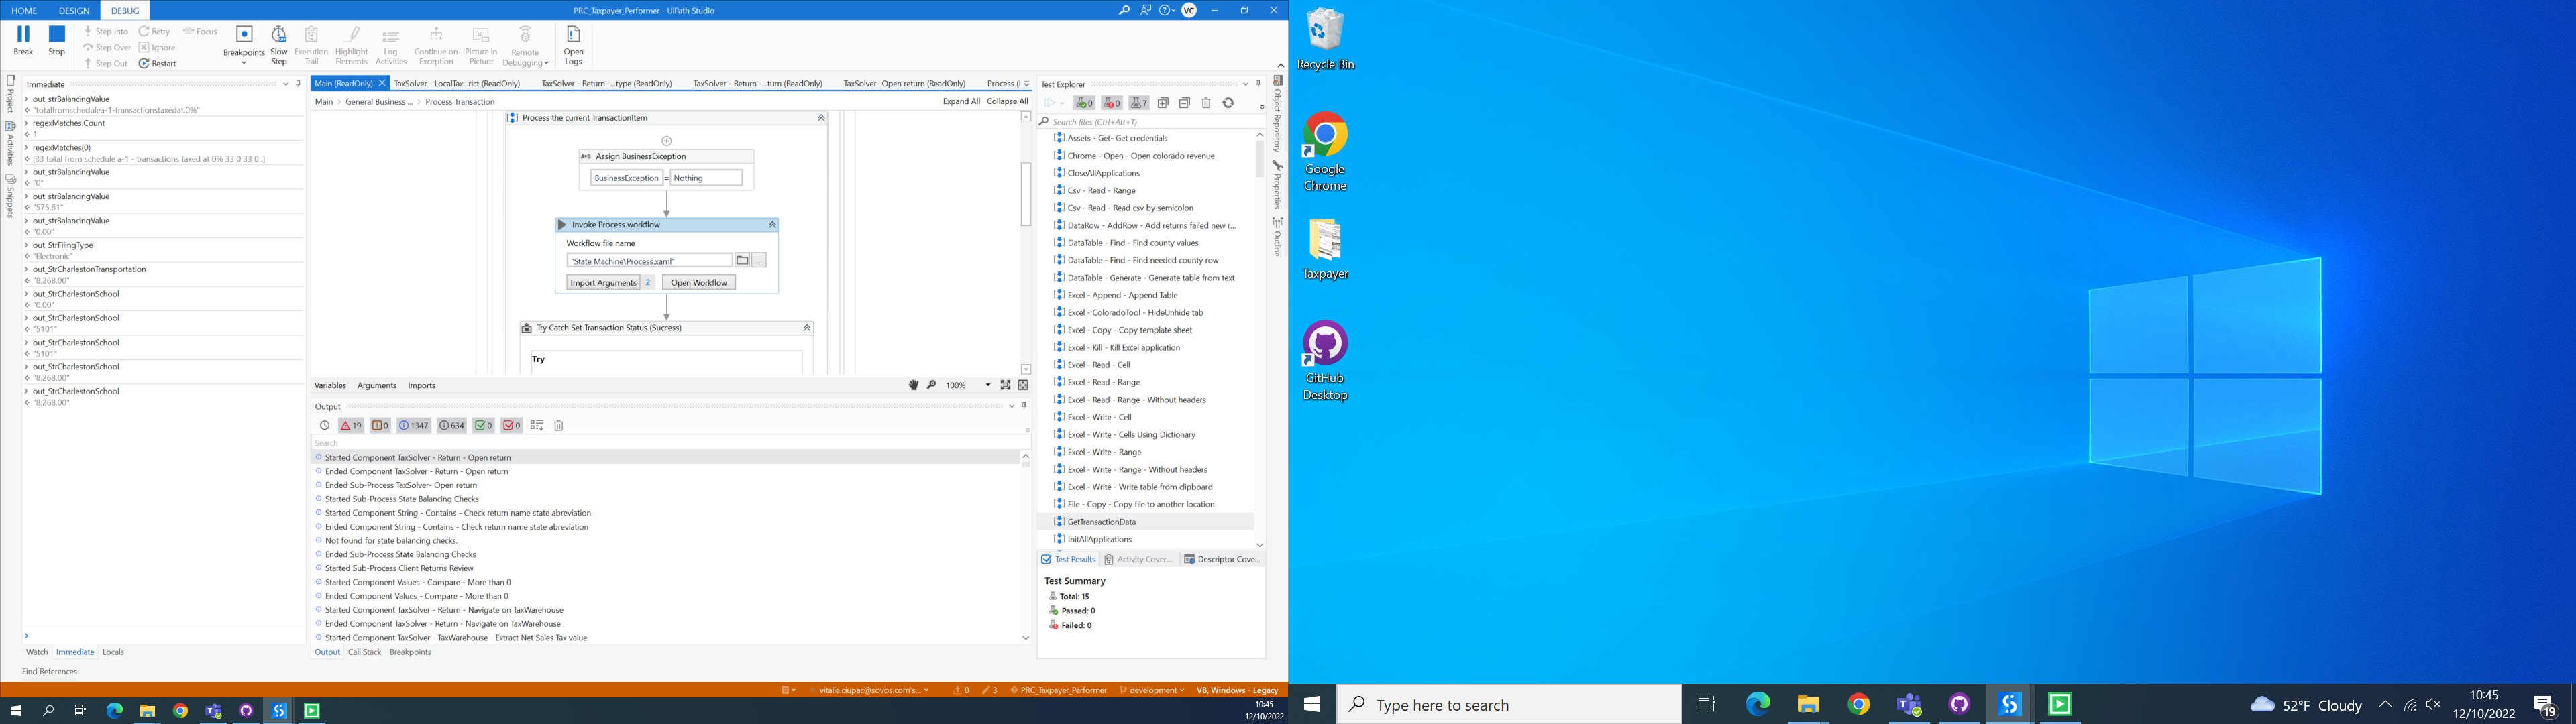 HOME DESIGN DEBUG PRC_Taxpayer_Performer - UiPath Studio VC
Break Stop
Step Into Retry Focus
Step Over Ignore
Step Out Restart
Breakpoints Slow Step Execution Trail Highlight Elements Log Activities Continue on Exception Picture in Picture Remote Debugging Open Logs
Project
Activities
Snippets
Immediate
out_strBalancingValue
"totalfromschedulea-1-transactionstaxedat.0%"
regexMatches.Count
1
regexMatches(0)
[33 total from schedule a-1 - transactions taxed at 0% 33 0 33 0 .]
out_strBalancingValue
"0"
out_strBalancingValue
"575.61"
out_strBalancingValue
"0.00"
out_StrFilingType
"Electronic"
out_StrCharlestonTransportation
"8,268.00"
out_StrCharlestonSchool
"0.00"
out_StrCharlestonSchool
"5101"
out_StrCharlestonSchool
"5101"
out_StrCharlestonSchool
"8,268.00"
out_StrCharlestonSchool
"8,268.00"
Watch Immediate Locals
Find References
Main (ReadOnly) TaxSolver - LocalTax...rict (ReadOnly) TaxSolver - Return -...type (ReadOnly) TaxSolver - Return -...turn (ReadOnly) TaxSolver- Open return (ReadOnly) Process (I
Main > General Business ... > Process Transaction Expand All Collapse All
Process the current TransactionItem
A+B Assign BusinessException
BusinessException = Nothing
Invoke Process workflow
Workflow file name
"State Machine\Process.xaml" ...
Import Arguments 2 Open Workflow
Try Catch Set Transaction Status (Success)
Try
Variables Arguments Imports 100%
Output
19 0 1347 634 0 0
Search
Started Component TaxSolver - Return - Open return
Ended Component TaxSolver - Return - Open return
Ended Sub-Process TaxSolver- Open return
Started Sub-Process State Balancing Checks
Started Component String - Contains - Check return name state abreviation
Ended Component String - Contains - Check return name state abreviation
Not found for state balancing checks.
Ended Sub-Process State Balancing Checks
Started Sub-Process Client Returns Review
Started Component Values - Compare - More than 0
Ended Component Values - Compare - More than 0
Started Component TaxSolver - Return - Navigate on TaxWarehouse
Ended Component TaxSolver - Return - Navigate on TaxWarehouse
Started Component TaxSolver - TaxWarehouse - Extract Net Sales Tax value
Output Call Stack Breakpoints
Test Explorer
0 0 7
Search files (Ctrl+Alt+T)
Assets - Get- Get credentials
Chrome - Open - Open colorado revenue
CloseAllApplications
Csv - Read - Range
Csv - Read - Read csv by semicolon
DataRow - AddRow - Add returns failed new r...
DataTable - Find - Find county values
DataTable - Find - Find needed county row
DataTable - Generate - Generate table from text
Excel - Append - Append Table
Excel - ColoradoTool - HideUnhide tab
Excel - Copy - Copy template sheet
Excel - Kill - Kill Excel application
Excel - Read - Cell
Excel - Read - Range
Excel - Read - Range - Without headers
Excel - Write - Cell
Excel - Write - Cells Using Dictionary
Excel - Write - Range
Excel - Write - Range - Without headers
Excel - Write - Write table from clipboard
File - Copy - Copy file to another location
GetTransactionData
InitAllApplications
Test Results Activity Cover... Descriptor Cove...
Test Summary
Total: 15
Passed: 0
Failed: 0
Object Repository
Properties
Outline
vitalie.ciupac@sovos.com's... 0 3 PRC_Taxpayer_Performer development VB, Windows - Legacy
10:45
12/10/2022
Recycle Bin
Google Chrome
Taxpayer
GitHub Desktop
Type here to search
52°F Cloudy
10:45
12/10/2022
19